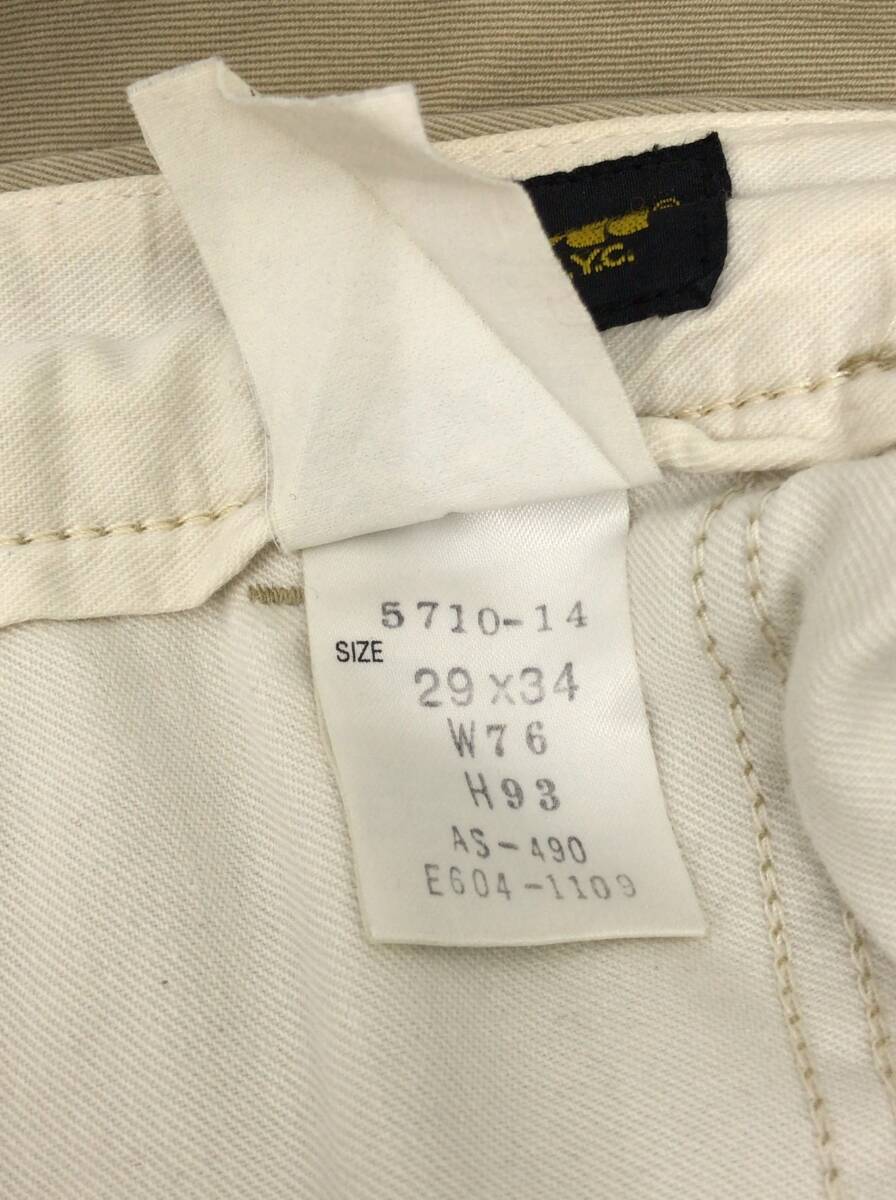 .Y.C.
5710-14
SIZE
29x34
W76
H93
AS-490
E604-1109